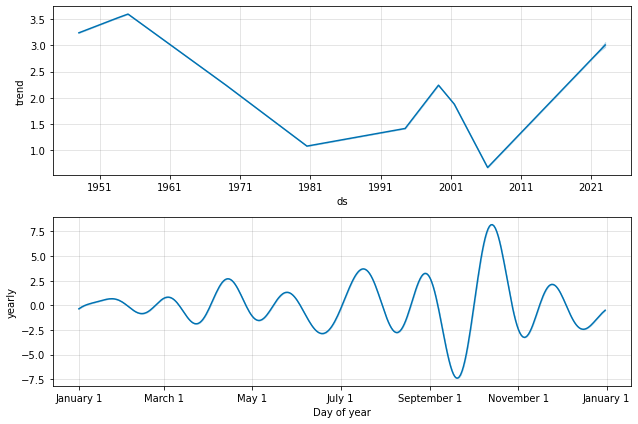 3.5
3.0
2.5
2.0
1.5
1.0
trend
1951 1961 1971 1981 1991 2001 2011 2021
ds
7.5
5.0
2.5
0.0
−2.5
−5.0
−7.5
yearly
January 1 March 1 May 1 July 1 September 1 November 1 January 1
Day of year